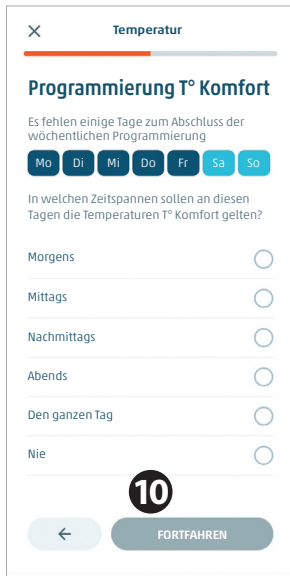 Temperatur
Programmierung T° Komfort
Es fehlen einige Tage zum Abschluss der
wöchentlichen Programmierung
Mo Di Mi Do Fr Sa So
In welchen Zeitspannen sollen an diesen
Tagen die Temperaturen T° Komfort gelten?
Morgens
Mittags
Nachmittags
Abends
Den ganzen Tag
Nie
10
FORTFAHREN